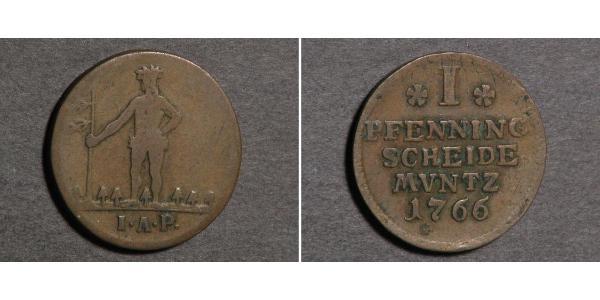 I·A·P·
I
PFENNING
SCHEIDE
MVNTZ
1766